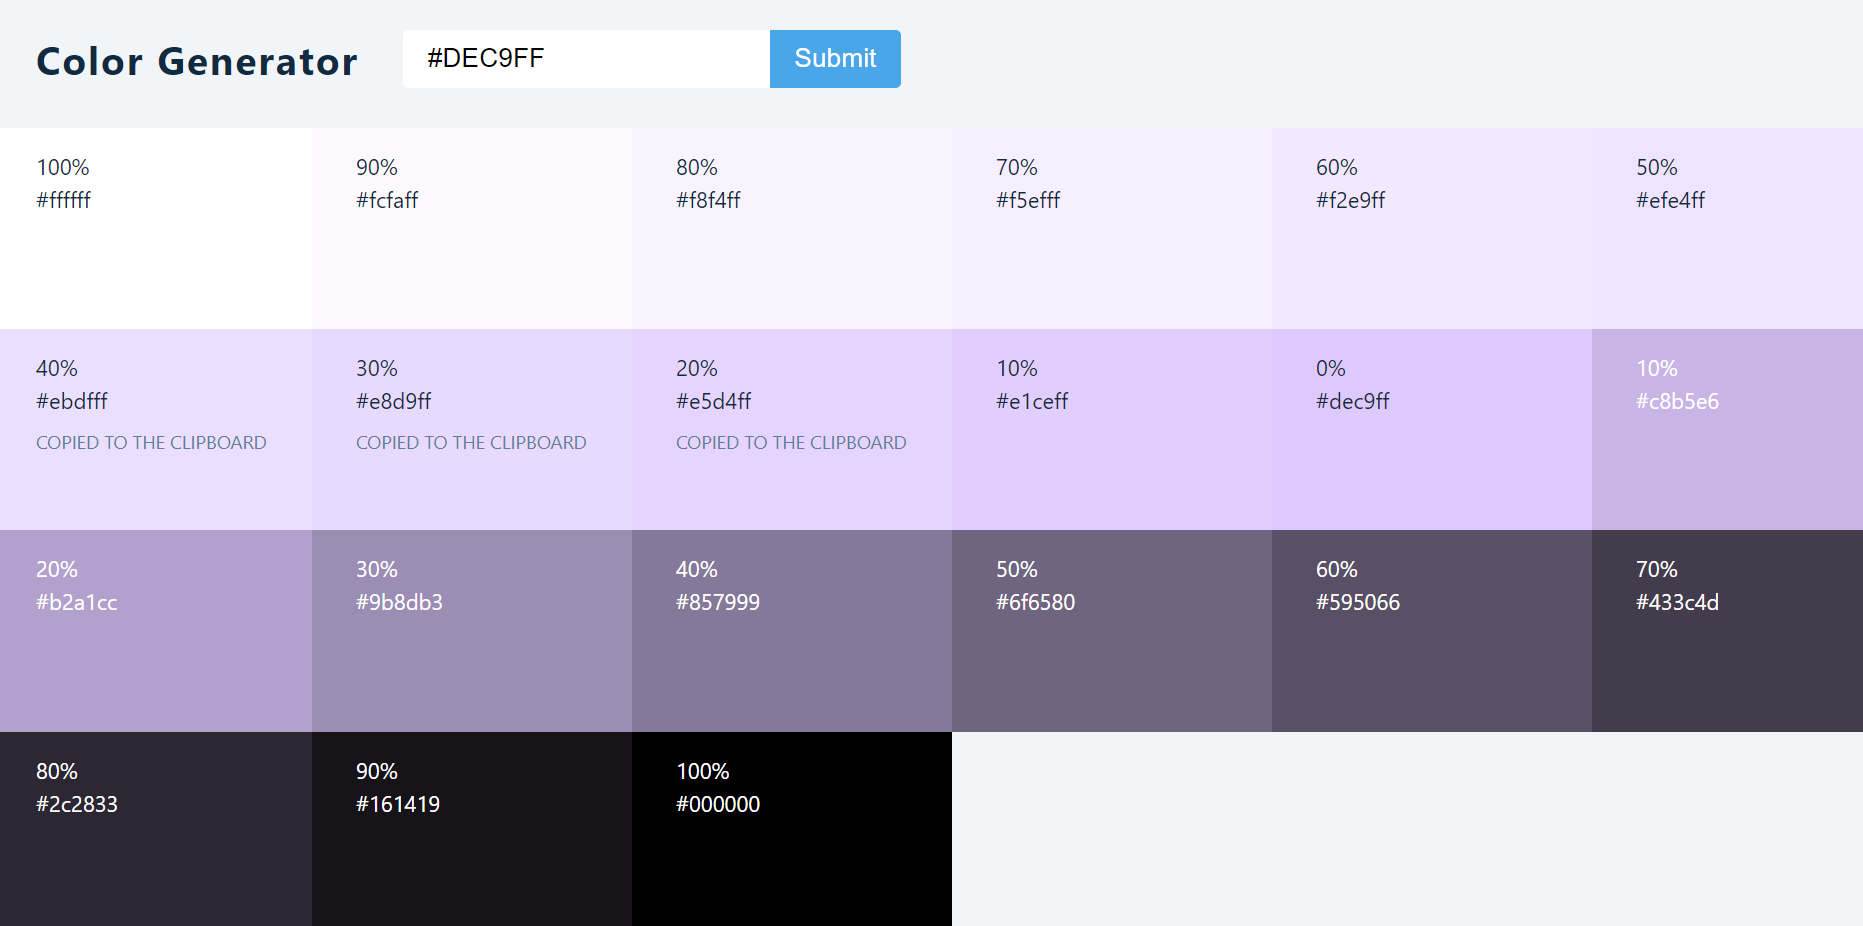 Color Generator
#DEC9FF
Submit
100%
#ffffff
90%
#fcfaff
80%
#f8f4ff
70%
#f5efff
60%
#f2e9ff
50%
#efe4ff
40%
#ebdfff
COPIED TO THE CLIPBOARD
30%
#e8d9ff
COPIED TO THE CLIPBOARD
20%
#e5d4ff
COPIED TO THE CLIPBOARD
10%
#e1ceff
0%
#dec9ff
10%
#c8b5e6
20%
#b2a1cc
30%
#9b8db3
40%
#857999
50%
#6f6580
60%
#595066
70%
#433c4d
80%
#2c2833
90%
#161419
100%
#000000